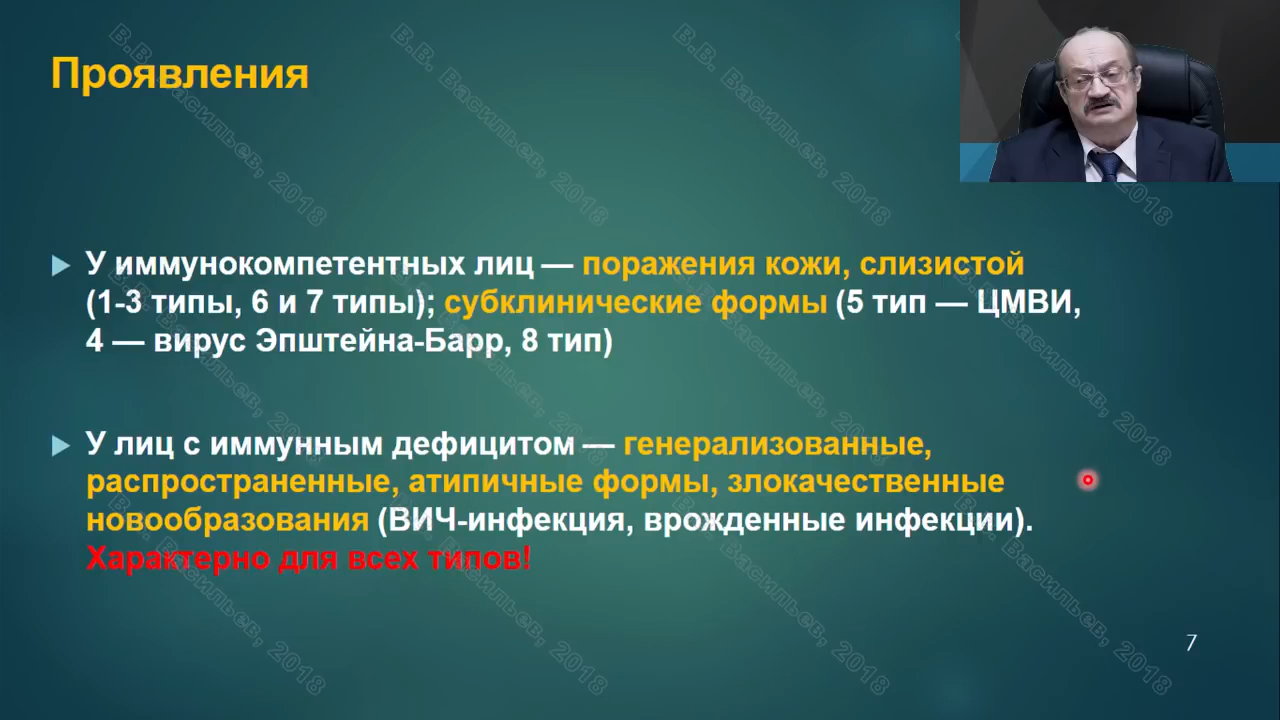 Проявления
У иммунокомпетентных лиц — поражения кожи, слизистой
(1-3 типы, 6 и 7 типы); субклинические формы (5 тип — ЦМВИ,
4 — вирус Эпштейна-Барр, 8 тип)
У лиц с иммунным дефицитом — генерализованные,
распространенные, атипичные формы, злокачественные
новообразования (ВИЧ-инфекция, врожденные инфекции).
Характерно для всех типов!
7
В.В. Васильев, 2018